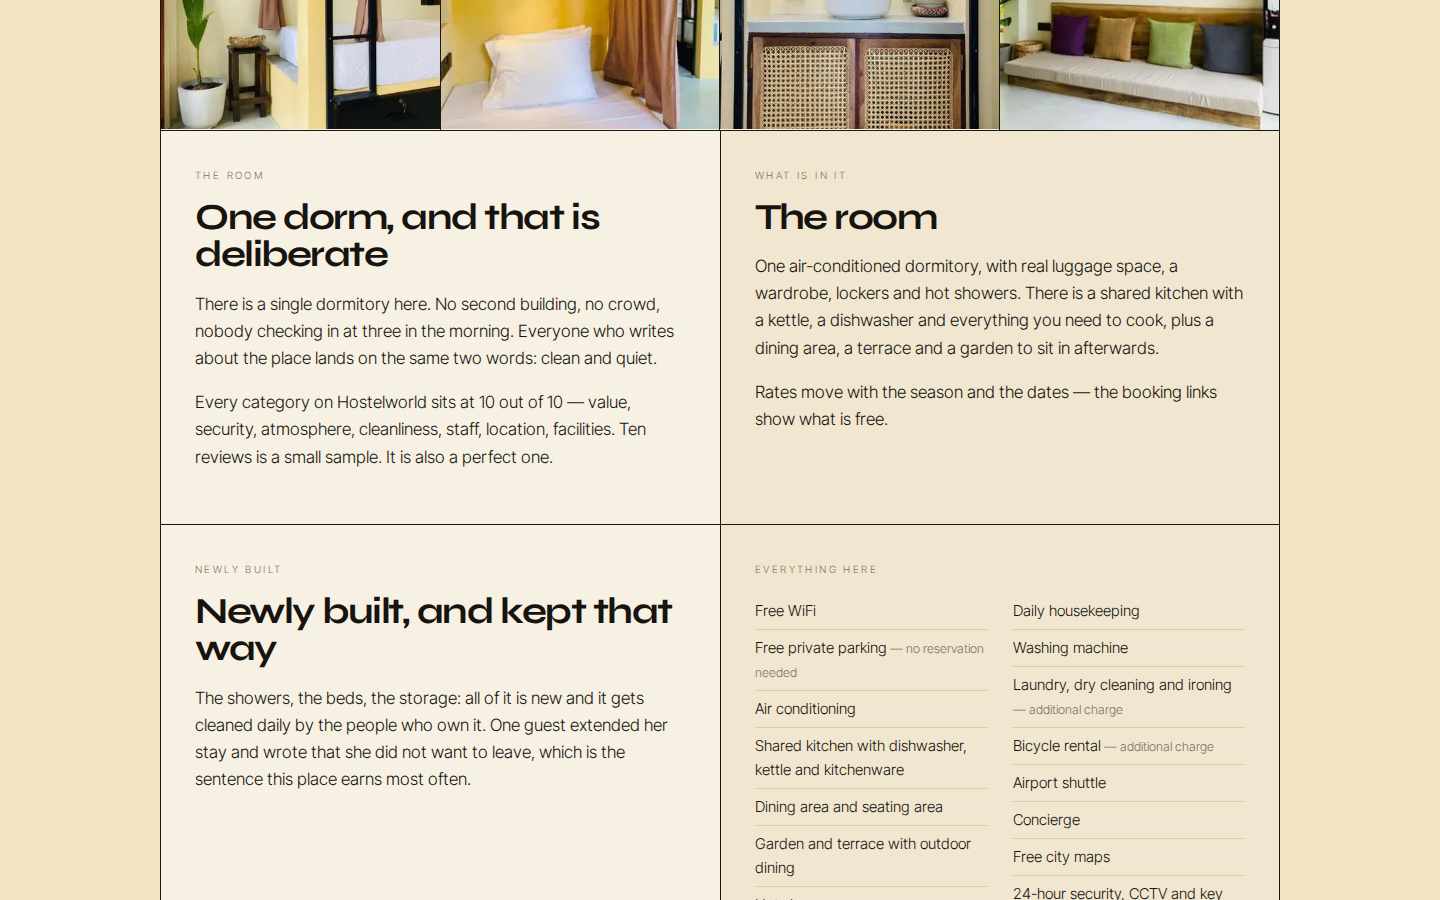 THE ROOM
One dorm, and that is
deliberate
There is a single dormitory here. No second building, no crowd,
nobody checking in at three in the morning. Everyone who writes
about the place lands on the same two words: clean and quiet.
Every category on Hostelworld sits at 10 out of 10 — value,
security, atmosphere, cleanliness, staff, location, facilities. Ten
reviews is a small sample. It is also a perfect one.
WHAT IS IN IT
The room
One air-conditioned dormitory, with real luggage space, a
wardrobe, lockers and hot showers. There is a shared kitchen with
a kettle, a dishwasher and everything you need to cook, plus a
dining area, a terrace and a garden to sit in afterwards.
Rates move with the season and the dates — the booking links
show what is free.
NEWLY BUILT
Newly built, and kept that
way
The showers, the beds, the storage: all of it is new and it gets
cleaned daily by the people who own it. One guest extended her
stay and wrote that she did not want to leave, which is the
sentence this place earns most often.
EVERYTHING HERE
Free WiFi
Free private parking — no reservation
needed
Air conditioning
Shared kitchen with dishwasher,
kettle and kitchenware
Dining area and seating area
Garden and terrace with outdoor
dining
Daily housekeeping
Washing machine
Laundry, dry cleaning and ironing
— additional charge
Bicycle rental — additional charge
Airport shuttle
Concierge
Free city maps
24-hour security, CCTV and key